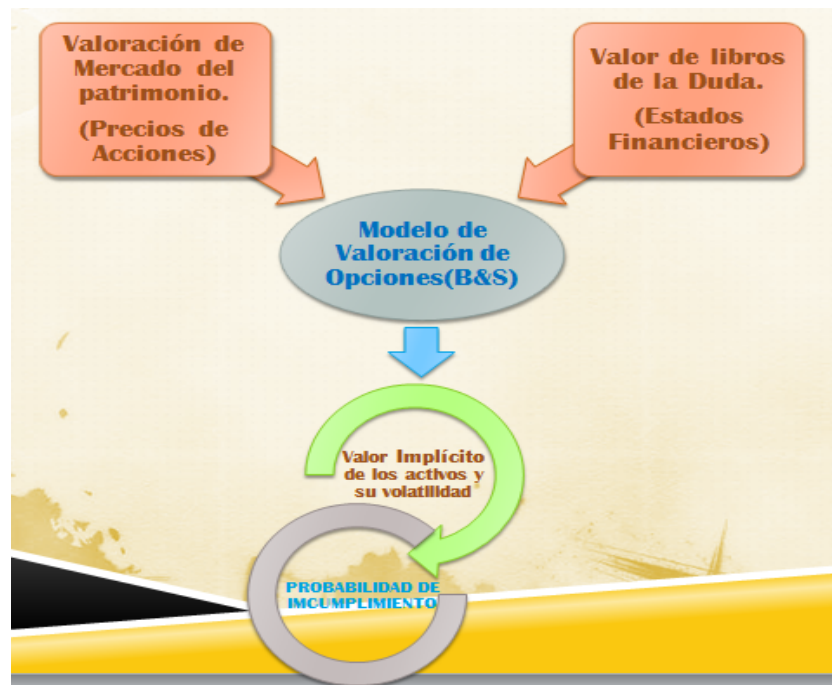 Valoración de
Mercado del
patrimonio.
(Precios de
Acciones)
Valor de libros
de la Duda.
(Estados
Financieros)
Modelo de
Valoración de
Opciones(B&S)
Valor Implícito
de los activos y
su volatilidad
PROBABILIDAD DE
IMCUMPLIMIENTO